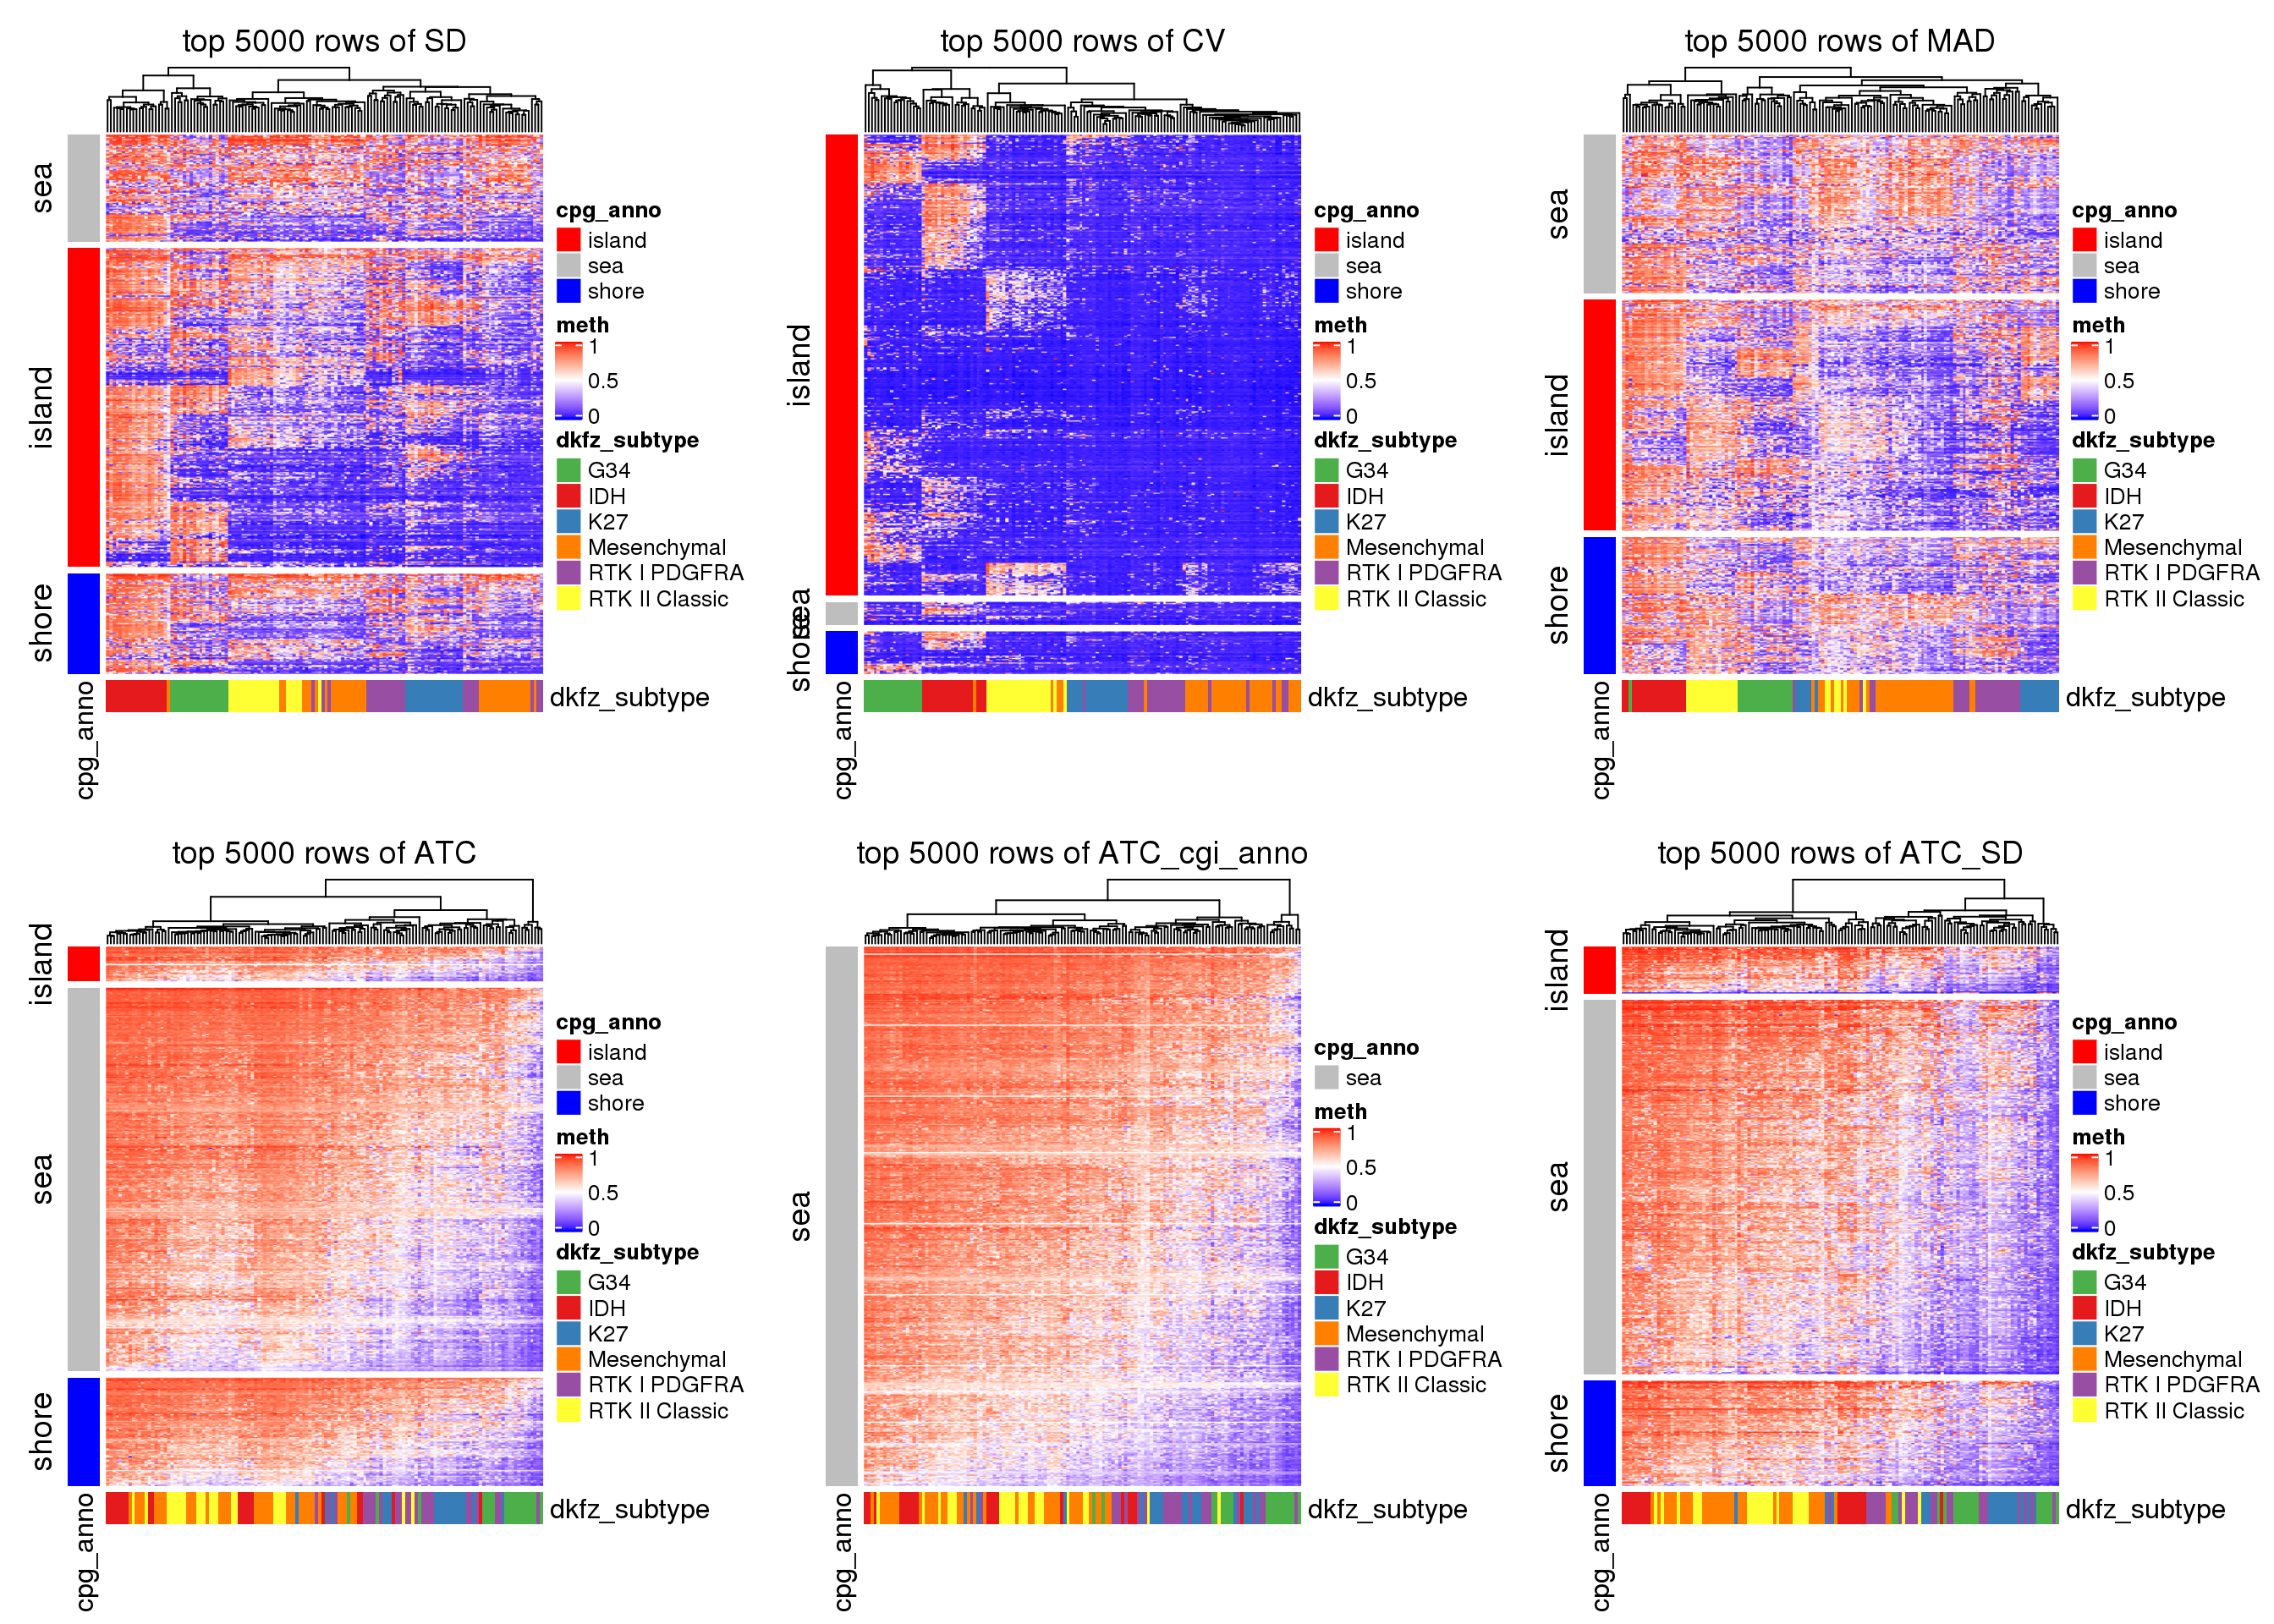 top 5000 rows of SD
sea
island
shore
cpg_anno
dkfz_subtype
cpg_anno
island
sea
shore
meth
1
0.5
0
dkfz_subtype
G34
IDH
K27
Mesenchymal
RTK I PDGFRA
RTK II Classic
top 5000 rows of CV
island
sea
shore
cpg_anno
dkfz_subtype
cpg_anno
island
sea
shore
meth
1
0.5
0
dkfz_subtype
G34
IDH
K27
Mesenchymal
RTK I PDGFRA
RTK II Classic
top 5000 rows of MAD
sea
island
shore
cpg_anno
dkfz_subtype
cpg_anno
island
sea
shore
meth
1
0.5
0
dkfz_subtype
G34
IDH
K27
Mesenchymal
RTK I PDGFRA
RTK II Classic
top 5000 rows of ATC
island
sea
shore
cpg_anno
dkfz_subtype
cpg_anno
island
sea
shore
meth
1
0.5
0
dkfz_subtype
G34
IDH
K27
Mesenchymal
RTK I PDGFRA
RTK II Classic
top 5000 rows of ATC_cgi_anno
sea
cpg_anno
dkfz_subtype
cpg_anno
sea
meth
1
0.5
0
dkfz_subtype
G34
IDH
K27
Mesenchymal
RTK I PDGFRA
RTK II Classic
top 5000 rows of ATC_SD
island
sea
shore
cpg_anno
dkfz_subtype
cpg_anno
island
sea
shore
meth
1
0.5
0
dkfz_subtype
G34
IDH
K27
Mesenchymal
RTK I PDGFRA
RTK II Classic